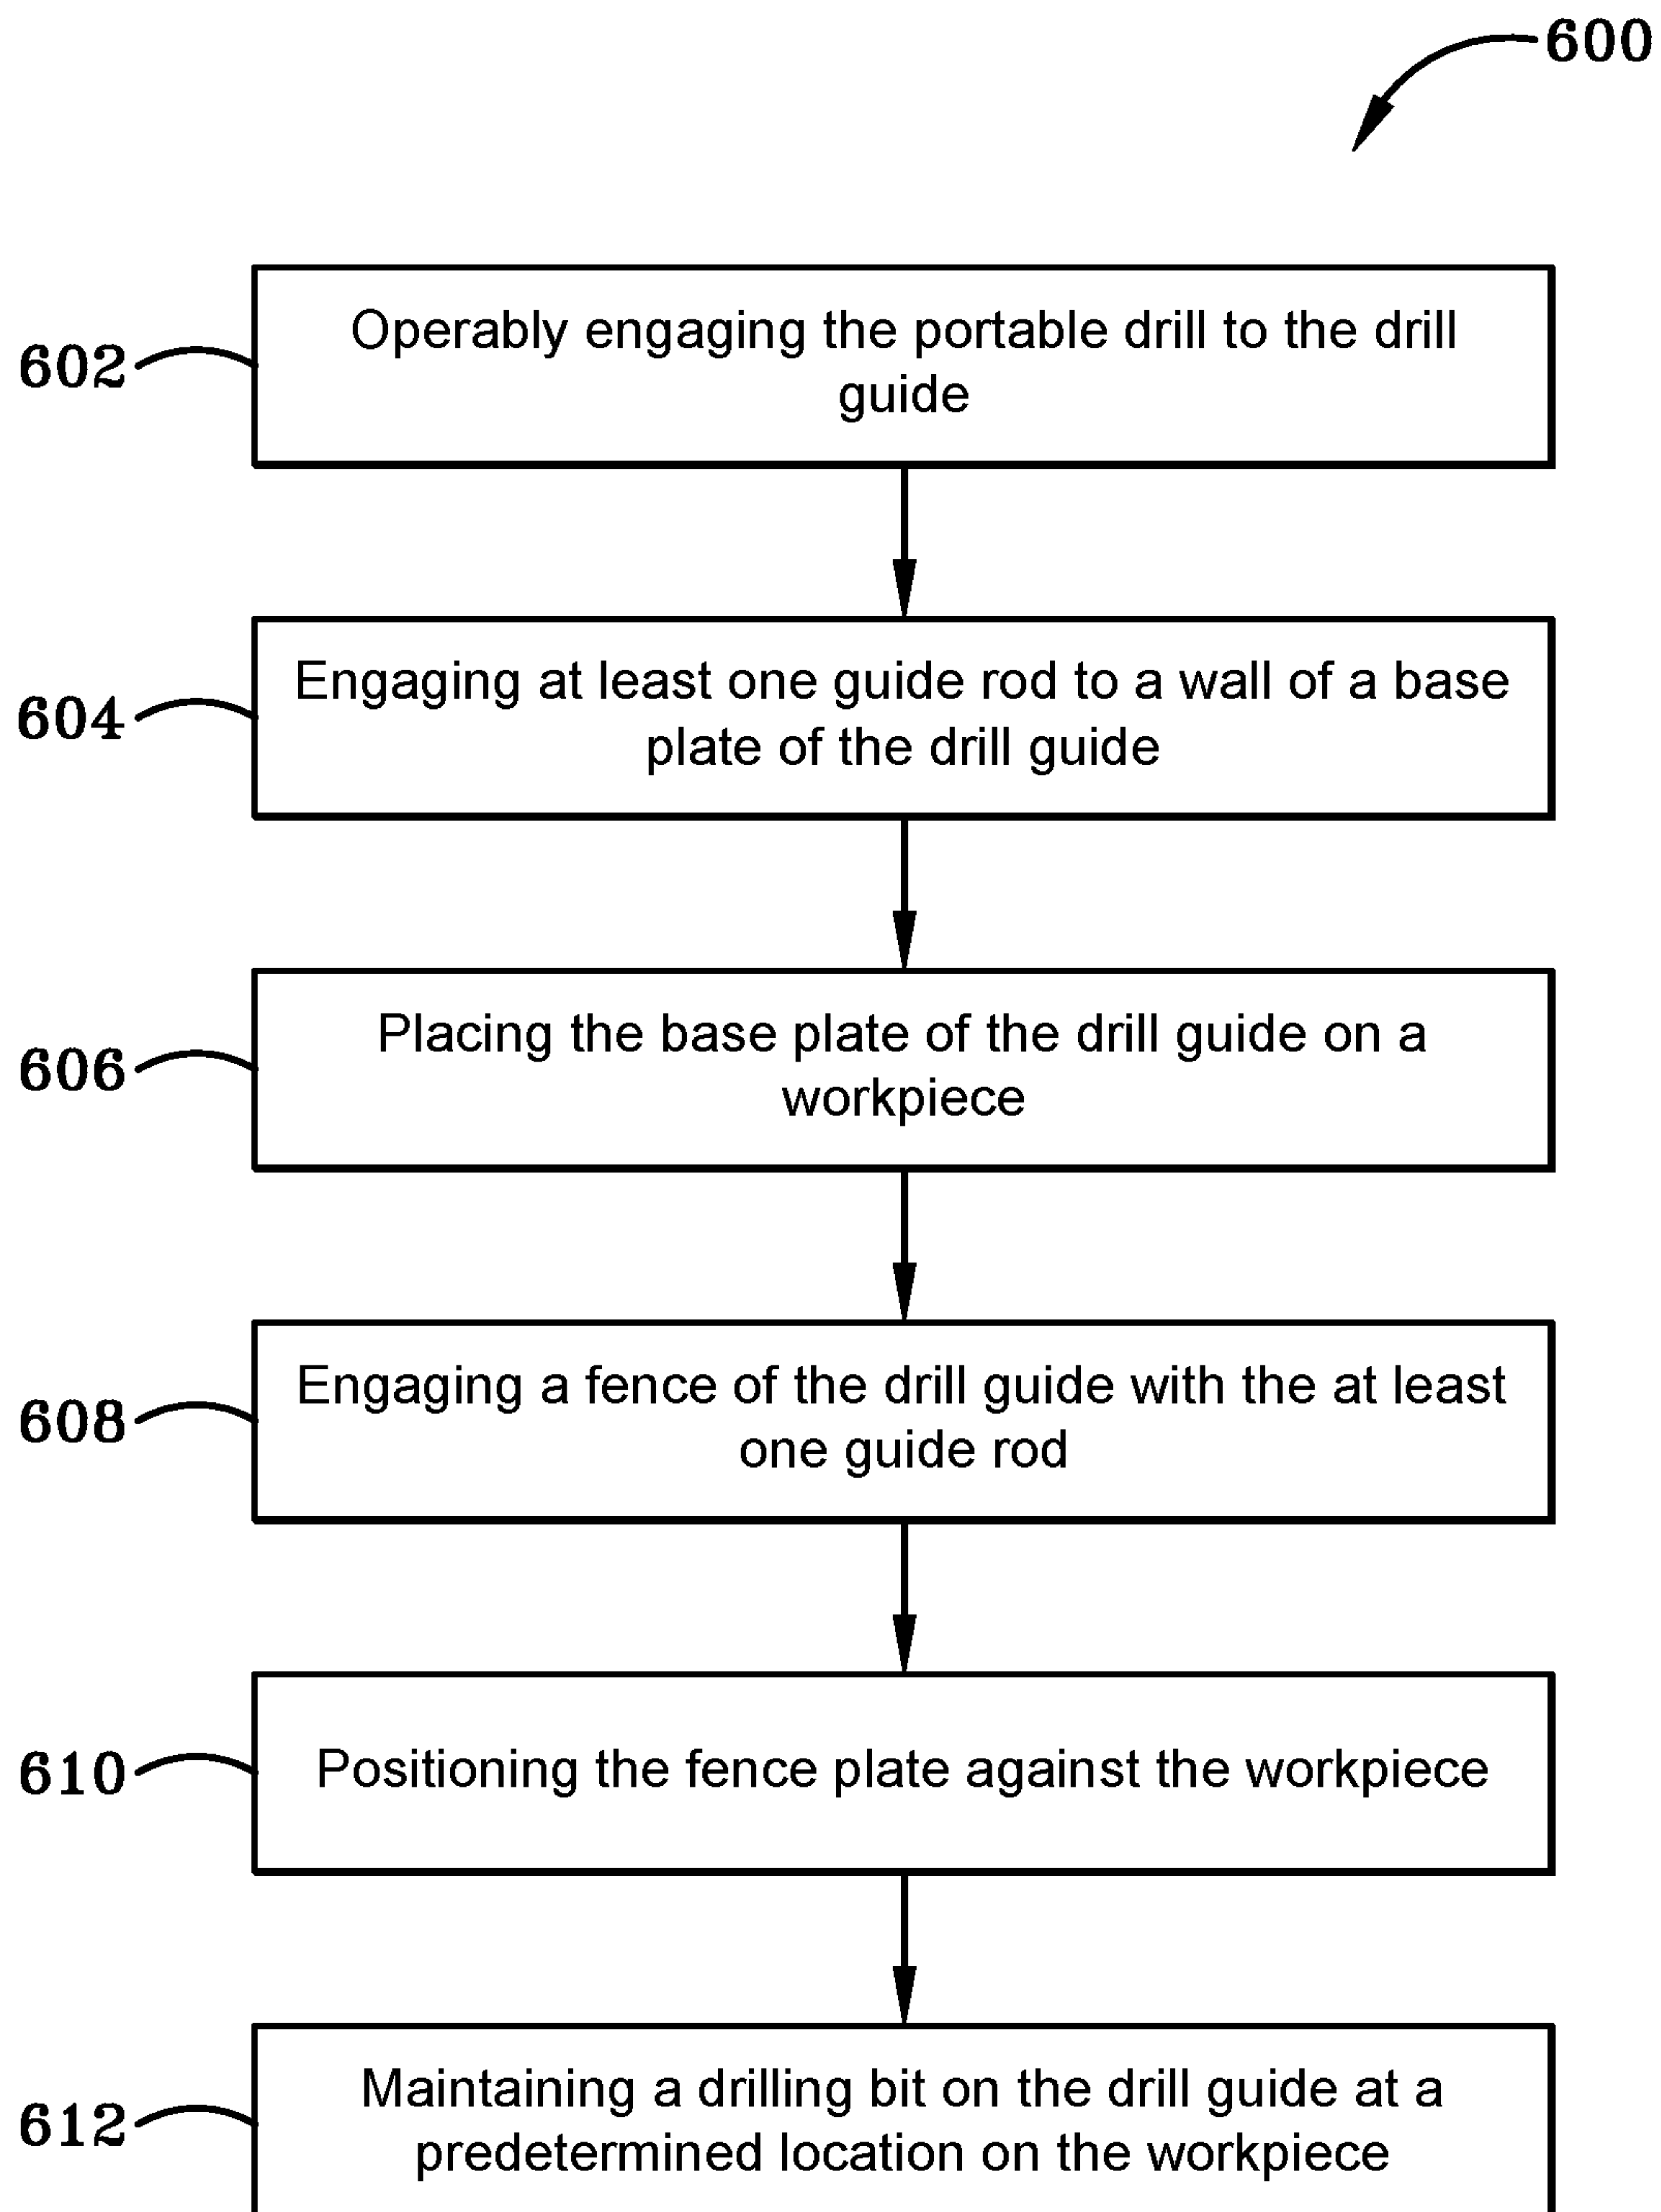 600
602
Operably engaging the portable drill to the drill
guide
604
Engaging at least one guide rod to a wall of a base
plate of the drill guide
606
Placing the base plate of the drill guide on a
workpiece
608
Engaging a fence of the drill guide with the at least
one guide rod
610
Positioning the fence plate against the workpiece
612
Maintaining a drilling bit on the drill guide at a
predetermined location on the workpiece